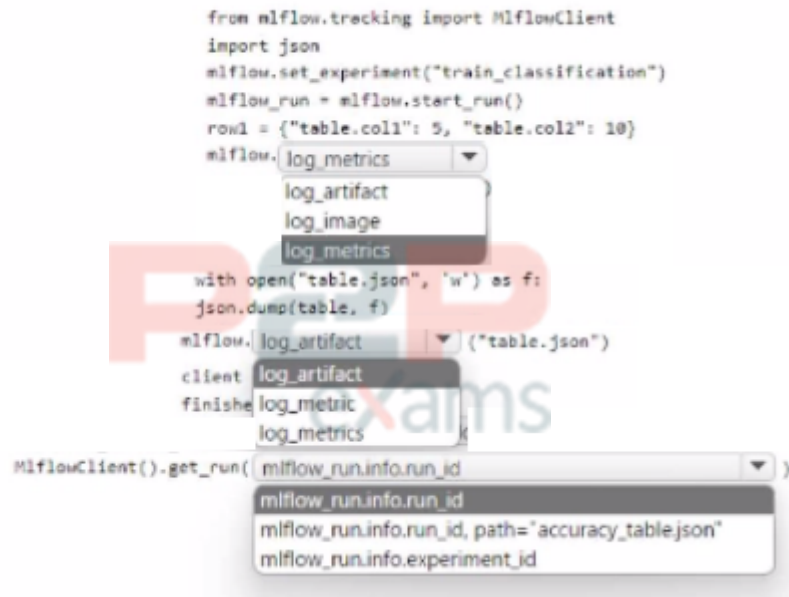 from mlflow.tracking import MlflowClient
import json
mlflow.set_experiment("train_classification")
mlflow_run = mlflow.start_run()
row1 = {"table.col1": 5, "table.col2": 10}
mlflow. log_metrics
log_artifact )
log_image
log_metrics
with open("table.json", 'w') as f:
json.dump(table, f)
mlflow. log_artifact ("table.json")
client log_artifact
finishe log_metric
log_metrics
MlflowClient().get_run( mlflow_run.info.run_id )
mlflow_run.info.run_id
mlflow_run.info.run_id, path="accuracy_table.json"
mlflow_run.info.experiment_id
P2P
exams